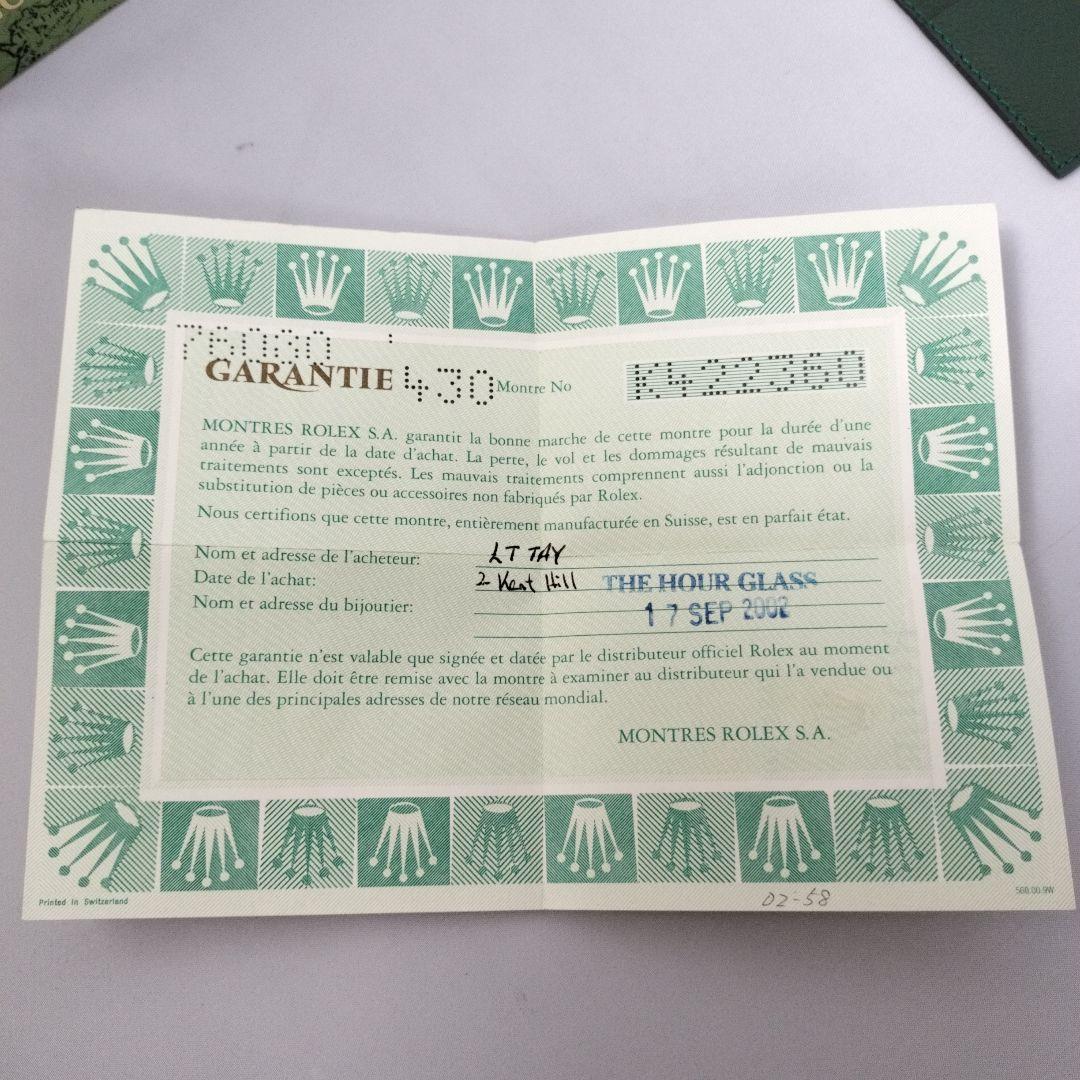 76030
GARANTIE 430 Montre No K422360
MONTRES ROLEX S.A. garantit la bonne marche de cette montre pour la durée d'une
année à partir de la date d'achat. La perte, le vol et les dommages résultant de mauvais
traitements sont exceptés. Les mauvais traitements comprennent aussi l'adjonction ou la
substitution de pièces ou accessoires non fabriqués par Rolex.
Nous certifions que cette montre, entièrement manufacturée en Suisse, est en parfait état.
Nom et adresse de l'acheteur: LT TAY
Date de l'achat: 2 Kent Hill THE HOUR GLASS
Nom et adresse du bijoutier: 17 SEP 2002
Cette garantie n'est valable que signée et datée par le distributeur officiel Rolex au moment
de l'achat. Elle doit être remise avec la montre à examiner au distributeur qui l'a vendue ou
à l'une des principales adresses de notre réseau mondial.
MONTRES ROLEX S.A.
Printed in Switzerland
02-58
568.00.9W